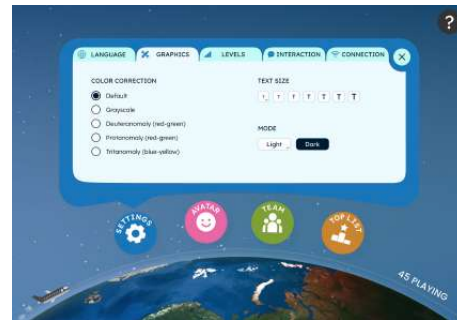 ?
LANGUAGE GRAPHICS LEVELS INTERACTION CONNECTION X
COLOR CORRECTION
Default
Grayscale
Deuteranomaly (red-green)
Protanomaly (red-green)
Tritanomaly (blue-yellow)
TEXT SIZE
T T T T T T T
MODE
Light Dark
SETTINGS
AVATAR
TEAM
TOP LIST
45 PLAYING